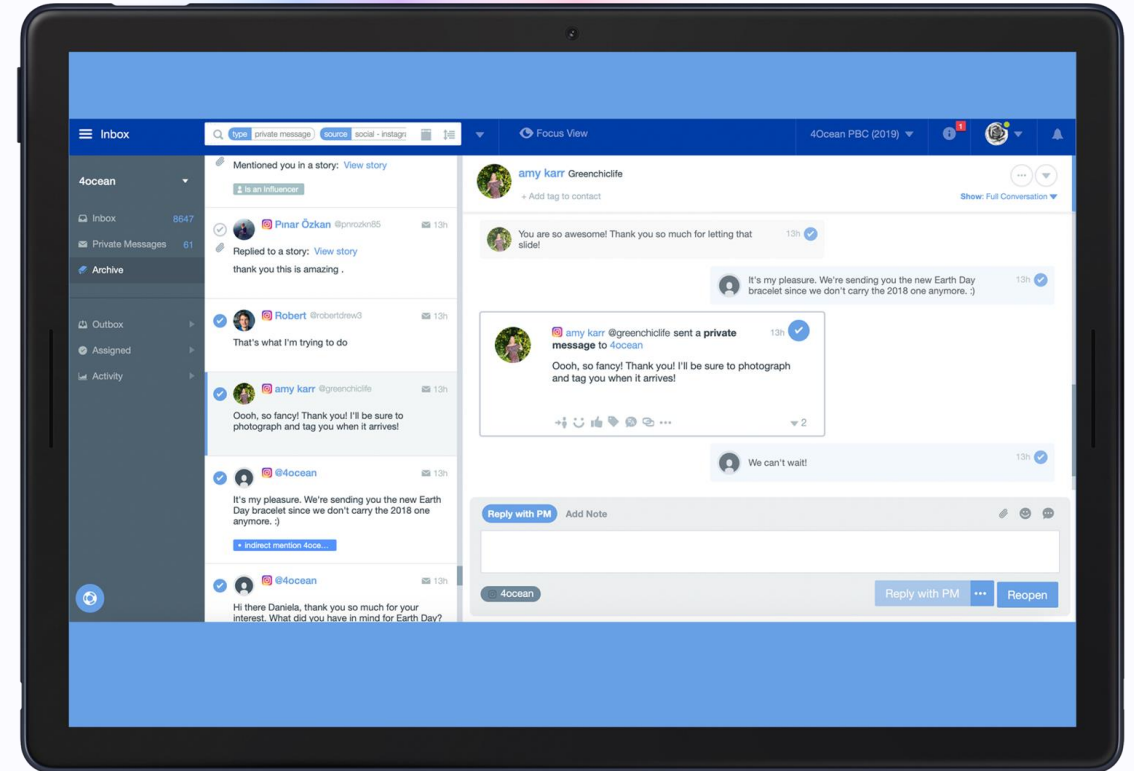 Inbox
type private message source social - instagr
Focus View
4Ocean PBC (2019)
1
4ocean
Inbox 8647
Private Messages 61
Archive
Outbox
Assigned
Activity
Mentioned you in a story: View story
Is an Influencer
Pınar Özkan @pnrozkn85 13h
Replied to a story: View story
thank you this is amazing .
Robert @robertdrew3 13h
That's what I'm trying to do
amy karr @greenchiclife 13h
Oooh, so fancy! Thank you! I'll be sure to
photograph and tag you when it arrives!
@4ocean 13h
It's my pleasure. We're sending you the new Earth
Day bracelet since we don't carry the 2018 one
anymore. :)
+ indirect mention 4oce...
@4ocean 13h
Hi there Daniela, thank you so much for your
interest. What did you have in mind for Earth Day?
amy karr Greenchiclife
+ Add tag to contact
Show: Full Conversation
You are so awesome! Thank you so much for letting that
slide!
13h
It's my pleasure. We're sending you the new Earth Day
bracelet since we don't carry the 2018 one anymore. :)
13h
amy karr @greenchiclife sent a private
message to 4ocean
13h
Oooh, so fancy! Thank you! I'll be sure to photograph
and tag you when it arrives!
2
We can't wait!
13h
Reply with PM Add Note
4ocean
Reply with PM ••• Reopen